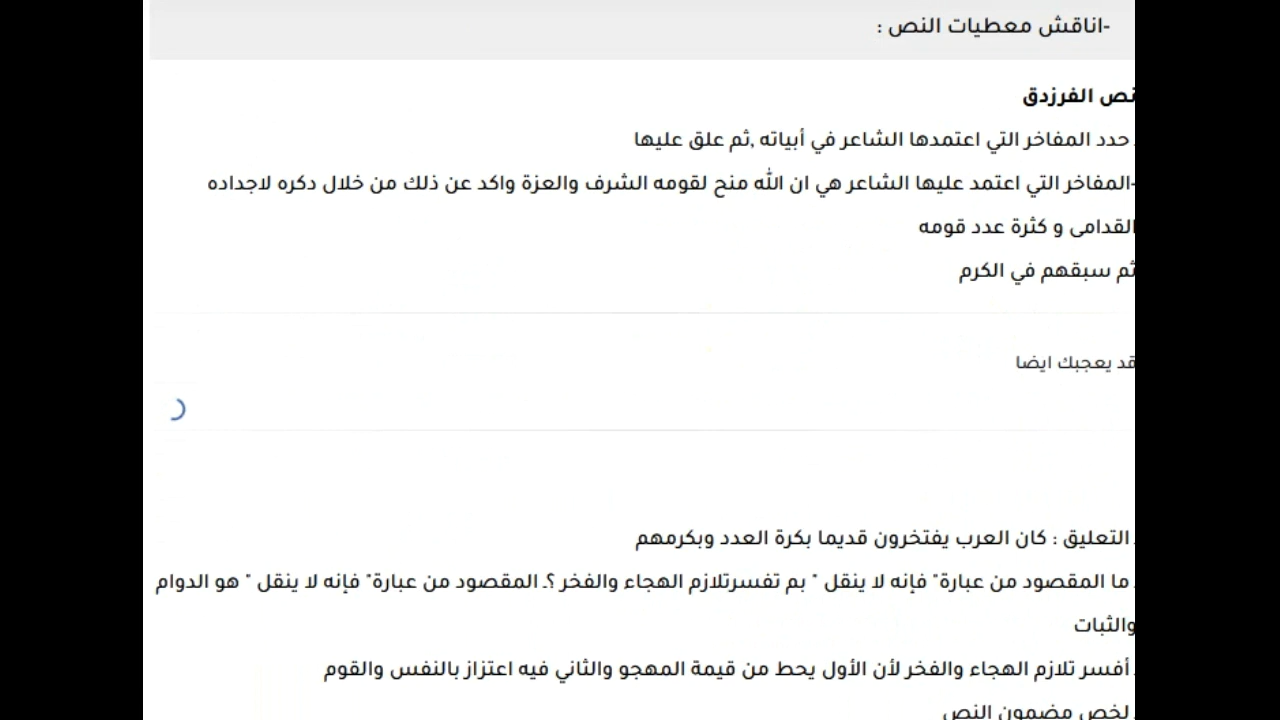 -اناقش معطيات النص :
نص الفرزدق
. حدد المفاخر التي اعتمدها الشاعر في أبياته ,ثم علق عليها
-المفاخر التي اعتمد عليها الشاعر هي ان الله منح لقومه الشرف والعزة واكد عن ذلك من خلال دكره لاجداده
القدامى و كثرة عدد قومه
ثم سبقهم في الكرم
قد يعجبك ايضا
. التعليق : كان العرب يفتخرون قديما بكرة العدد وبكرمهم
. ما المقصود من عبارة" فإنه لا ينقل " بم تفسرتلازم الهجاء والفخر ؟. المقصود من عبارة" فإنه لا ينقل " هو الدوام
والثبات
. أفسر تلازم الهجاء والفخر لأن الأول يحط من قيمة المهجو والثاني فيه اعتزاز بالنفس والقوم
. لخص مضمون النص